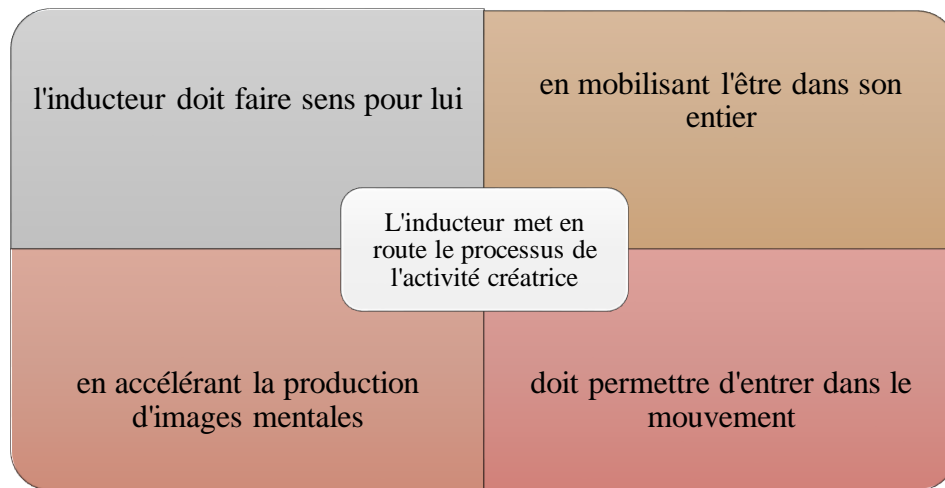 l'inducteur doit faire sens pour lui
en mobilisant l'être dans son
entier
L'inducteur met en
route le processus de
l'activité créatrice
en accélérant la production
d'images mentales
doit permettre d'entrer dans le
mouvement